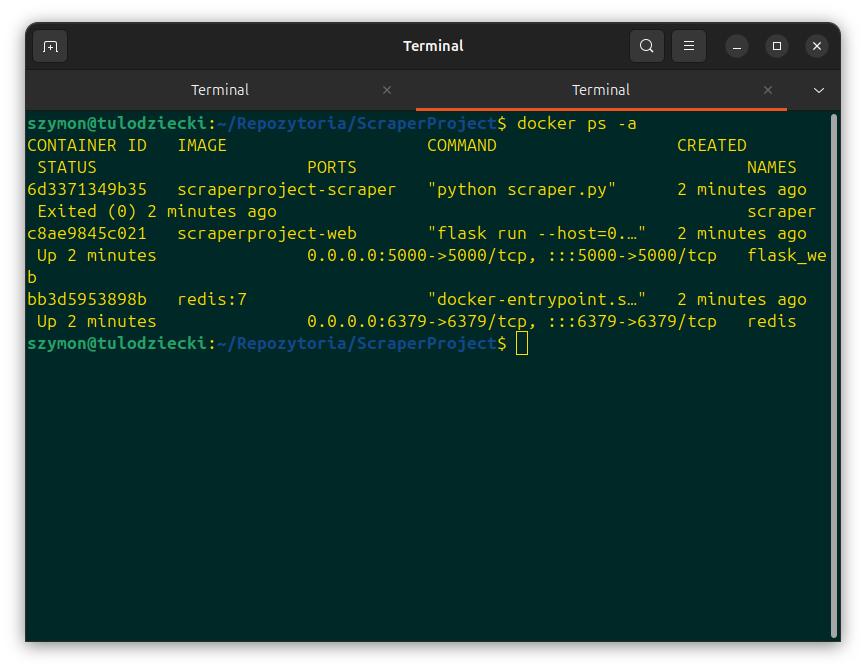 Terminal
Terminal
Terminal
szymon@tulodziecki:~/Repozytoria/ScraperProject$ docker ps -a
CONTAINER ID   IMAGE                    COMMAND                  CREATED
 STATUS                     PORTS                                       NAMES
6d3371349b35   scraperproject-scraper   "python scraper.py"      2 minutes ago
 Exited (0) 2 minutes ago                                               scraper
c8ae9845c021   scraperproject-web       "flask run --host=0.…"   2 minutes ago
 Up 2 minutes               0.0.0.0:5000->5000/tcp, :::5000->5000/tcp   flask_we
b
bb3d5953898b   redis:7                  "docker-entrypoint.s…"   2 minutes ago
 Up 2 minutes               0.0.0.0:6379->6379/tcp, :::6379->6379/tcp   redis
szymon@tulodziecki:~/Repozytoria/ScraperProject$